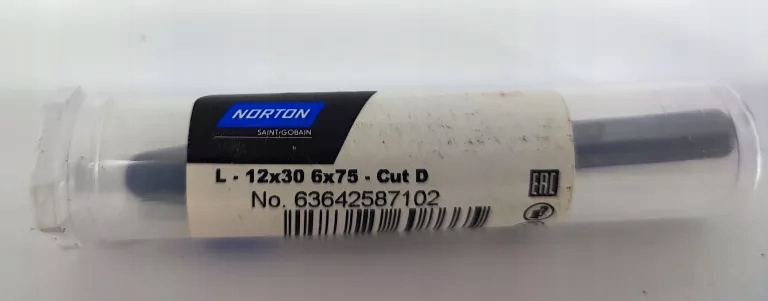 NORTON
SAINT-GOBAIN
L - 12x30 6x75 - Cut D
No. 63642587102
EAC